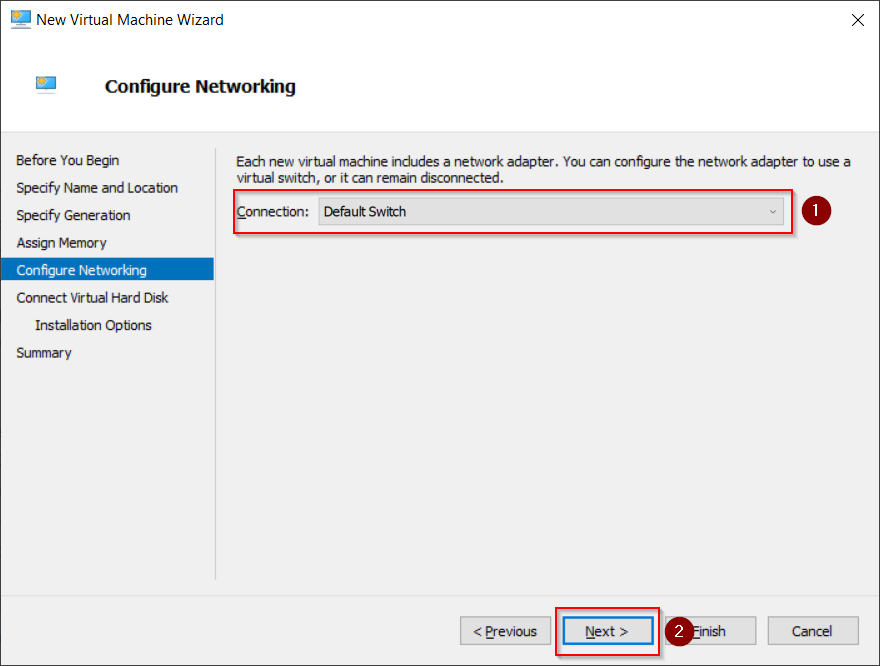 New Virtual Machine Wizard
Configure Networking
Before You Begin
Specify Name and Location
Specify Generation
Assign Memory
Configure Networking
Connect Virtual Hard Disk
Installation Options
Summary
Each new virtual machine includes a network adapter. You can configure the network adapter to use a
virtual switch, or it can remain disconnected.
Connection: Default Switch
1
< Previous
Next >
2
Finish
Cancel